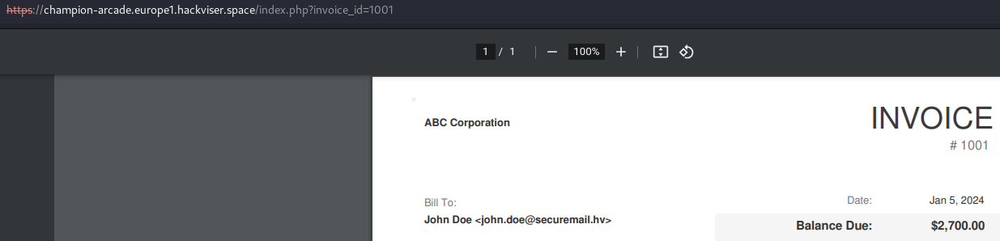 https://champion-arcade.europe1.hackviser.space/index.php?invoice_id=1001
1 / 1 100%
ABC Corporation
INVOICE
# 1001
Bill To:
John Doe <john.doe@securemail.hv>
Date: Jan 5, 2024
Balance Due: $2,700.00